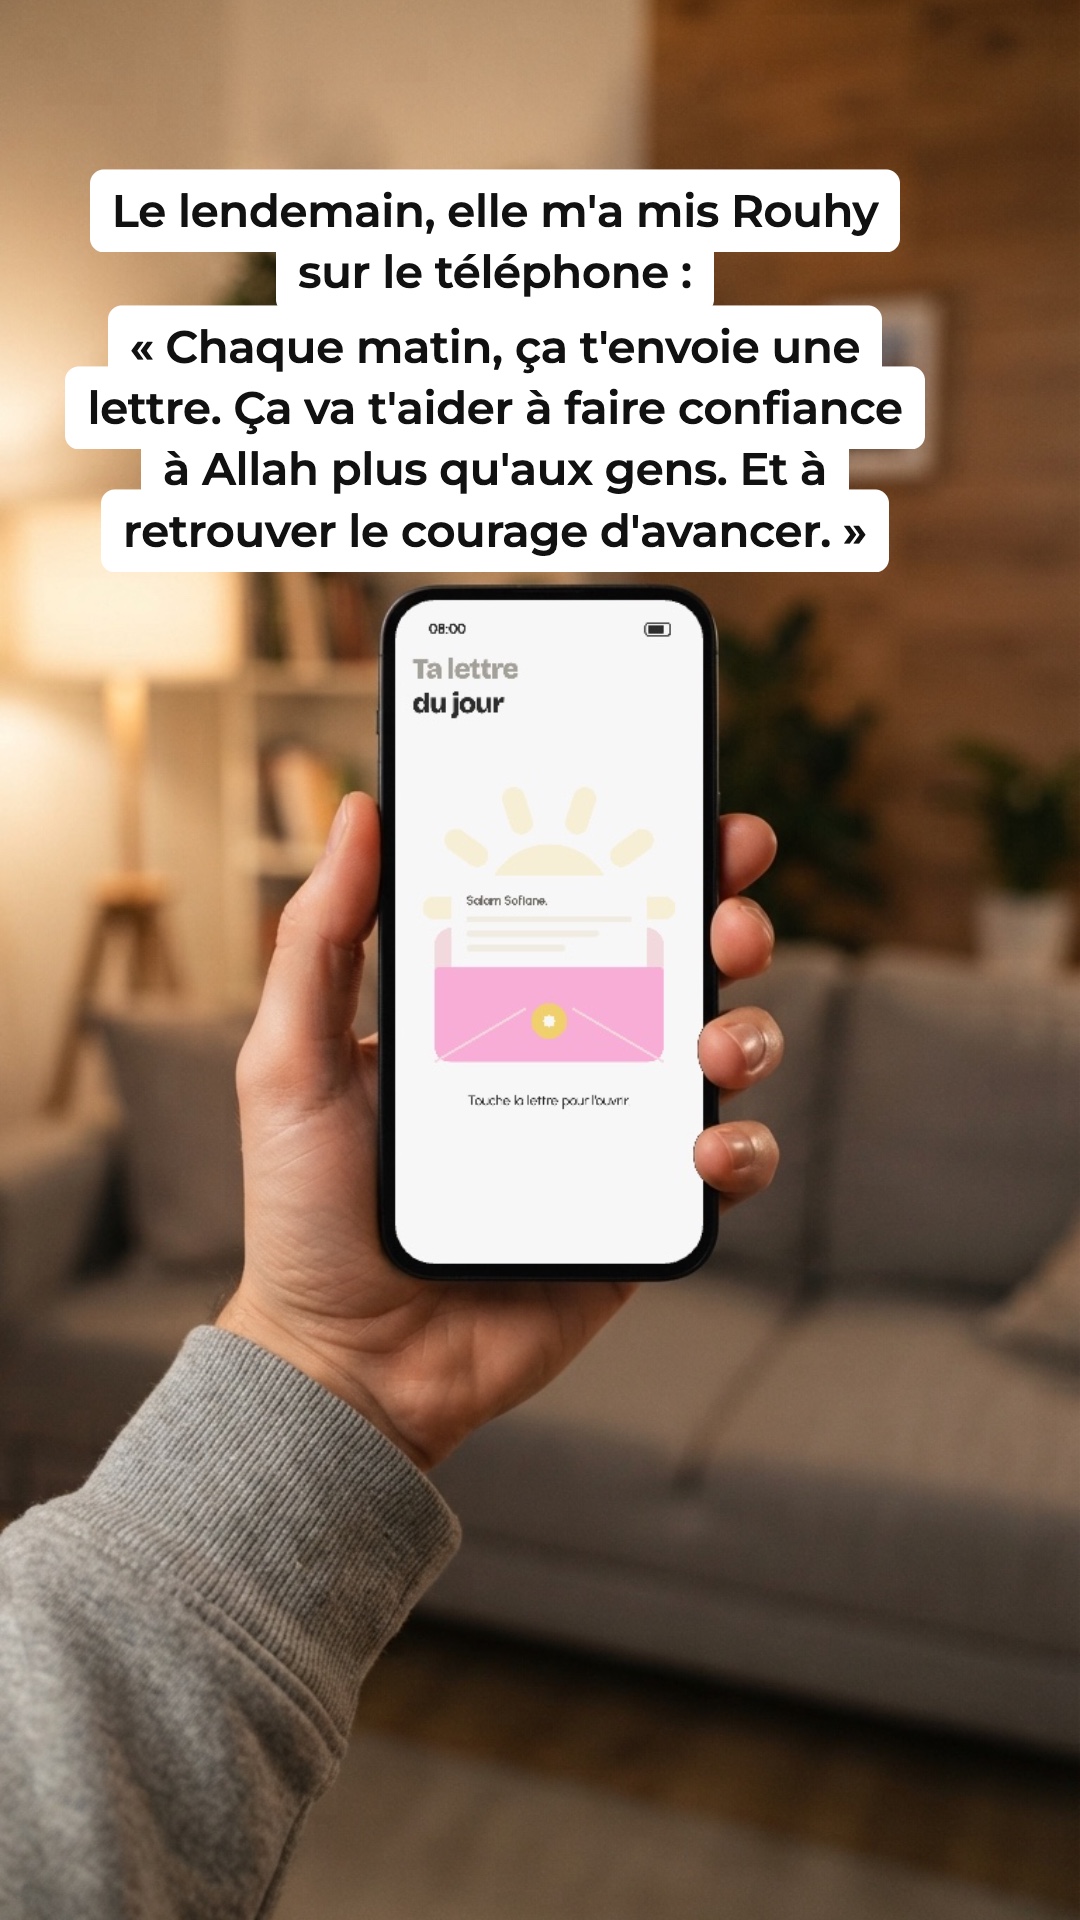 Le lendemain, elle m'a mis Rouhy
sur le téléphone :
« Chaque matin, ça t'envoie une
lettre. Ça va t'aider à faire confiance
à Allah plus qu'aux gens. Et à
retrouver le courage d'avancer. »
08:00
Ta lettre
du jour
Salam Sofiane,
Touche la lettre pour l'ouvrir